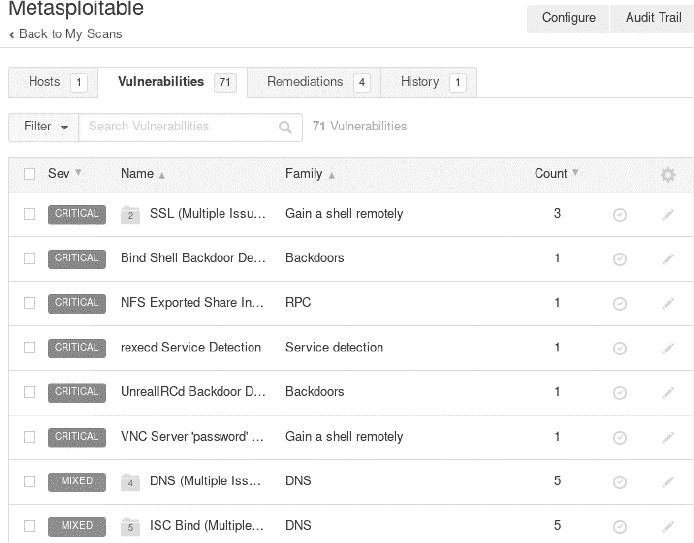 Metasploitable
Configure Audit Trail
‹ Back to My Scans
Hosts 1 Vulnerabilities 71 Remediations 4 History 1
Filter Search Vulnerabilities 71 Vulnerabilities
Sev Name Family Count
CRITICAL 2 SSL (Multiple Issu... Gain a shell remotely 3
CRITICAL Bind Shell Backdoor De... Backdoors 1
CRITICAL NFS Exported Share In... RPC 1
CRITICAL rexecd Service Detection Service detection 1
CRITICAL UnrealIRCd Backdoor D... Backdoors 1
CRITICAL VNC Server 'password' ... Gain a shell remotely 1
MIXED 4 DNS (Multiple Iss... DNS 5
MIXED 5 ISC Bind (Multiple... DNS 5